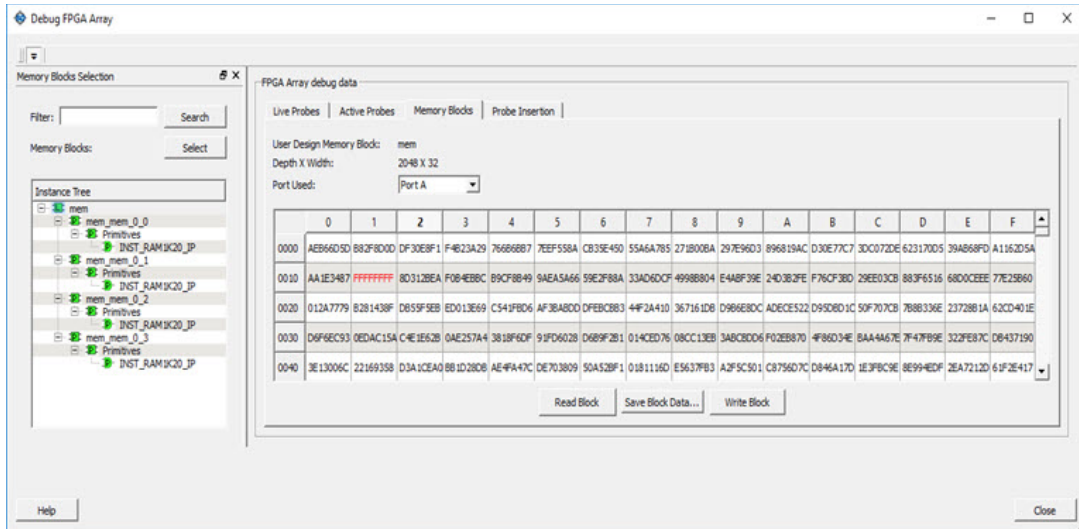 Debug FPGA Array
Memory Blocks Selection
Filter:
Search
Memory Blocks:
Select
Instance Tree
mem
mem_mem_0_0
Primitives
INST_RAM1K20_IP
mem_mem_0_1
Primitives
INST_RAM1K20_IP
mem_mem_0_2
Primitives
INST_RAM1K20_IP
mem_mem_0_3
Primitives
INST_RAM1K20_IP
FPGA Array debug data
Live Probes Active Probes Memory Blocks Probe Insertion
User Design Memory Block: mem
Depth X Width: 2048 X 32
Port Used: Port A
0 1 2 3 4 5 6 7 8 9 A B C D E F
0000 AEB66D5D B82F8D0D DF30E8F1 F4B23A29 766B6BB7 7EEF558A CB35E450 55A6A785 271B00BA 297E96D3 896819AC D30E77C7 3DC072DE 623170D5 39AB68FD A1162D5A
0010 AA1E3487 FFFFFFFF 8D312BEA F0B4EBBC B9CF8B49 9AEA5A66 59E2F88A 33AD6DCF 4998B804 E4ABF39E 24D3B2FE F76CF3BD 29EE03CB 883F6516 68D0CEEE 77E25B60
0020 012A7779 B281438F DB55F5EB ED013E69 C541FBD6 AF3BABDD DFEBCBB3 44F2A410 367161DB D9B6E8DC ADECE522 D95DBD1C 50F707CB 7B8B336E 23728B1A 62CD401E
0030 D6F6EC93 0EDAC15A C4E1E62B 0AE257A4 3818F6DF 91FD6028 D6B9F2B1 014CED76 08CC13EB 3ABCBDD6 F02EB870 4F86D34E BAA4A67E 7F47FB9E 322FE87C DB437190
0040 3E13006C 22169358 D3A1CEA0 BB1D28DB AE4FA47C DE703809 50A52BF1 01B1116D E5637FB3 A2F5C501 C8756D7C D846A17D 1E3FBC9E 8E994EDF 2EA7212D 61F2E417
Read Block Save Block Data... Write Block
Help Close